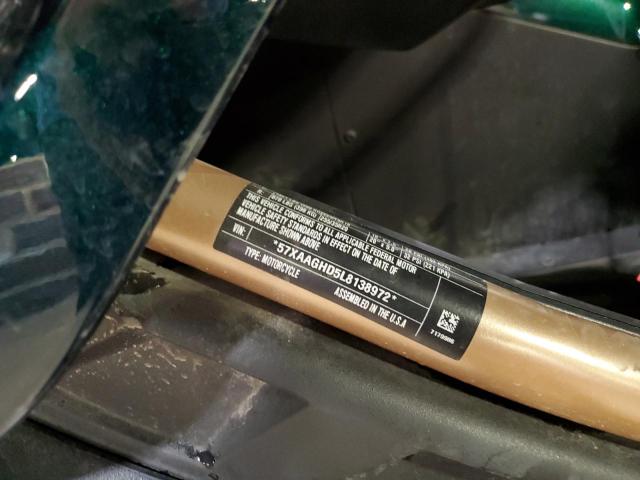 THIS VEHICLE CONFORMS TO ALL APPLICABLE FEDERAL MOTOR
VEHICLE SAFETY STANDARDS IN EFFECT ON THE DATE OF
MANUFACTURE SHOWN ABOVE
VIN:
*57XAAGHD5L8138972*
TYPE: MOTORCYCLE
ASSEMBLED IN THE U.S.A